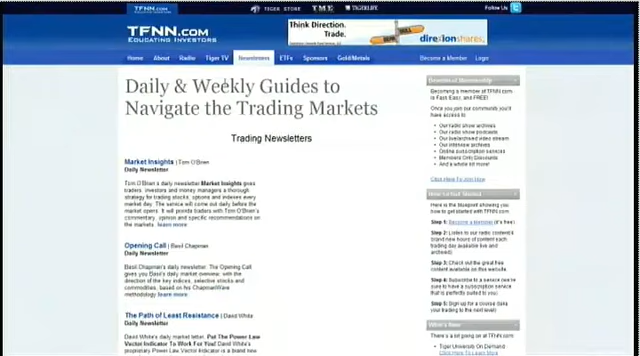 TFNN.COM
TIGER STORE
TME
TIGERLIFE
Follow Us
TFNN.COM
EDUCATING INVESTORS
Think Direction.
Trade.
direxionshares
Home About Radio Tiger TV Newsletters ETFs Sponsors Gold/Metals
Become a Member Login
Daily & Weekly Guides to
Navigate the Trading Markets
Trading Newsletters
Market Insights | Tom O'Brien
Daily Newsletter
Tom O'Brien's daily newsletter Market Insights gives
traders, investors and money managers a thorough
strategy for trading stocks, options and indexes every
market day. The service will come out daily before the
market opens. It will provide traders with Tom O'Brien's
commentary, opinion and specific recommendations on
the markets. learn more
Opening Call | Basil Chapman
Daily Newsletter
Basil Chapman's daily newsletter, The Opening Call
gives you Basil's daily market overview, with the
direction of the key indices, selective stocks and
commodities, based on his ChapmanWave
methodology learn more
The Path of Least Resistance | David White
Daily Newsletter
David White's daily market letter. Put The Power Law
Vector Indicator to Work For You! David White's
proprietary Power Law Vector Indicator is a brand new
Benefits of Membership
Becoming a member of TFNN.com
is Fast, Easy, and FREE!
Once you join our community you'll
have access to:
Our radio show archives
Our radio show podcasts
Our live/archived video stream
Our interview archives
Online subscription services
Members Only Discounts
And a whole lot more!
Click Here To Join Now
How to Get Started
Here is the blueprint showing you
how to get started with TFNN.com:
Step 1: Become a Member (it's free)
Step 2: Listen to our radio content (4
brand new hours of content each
trading day available live and
archived)
Step 3: Check out the great free
content available on this website
Step 4: Subscribe to a service (we're
sure to have a subscription service
that is perfectly suited to you)
Step 5: Sign up for a course (take
your trading to the next level)
What's New
There is a lot going on at TFNN.com:
Tiger University On Demand
Click Here To Learn More